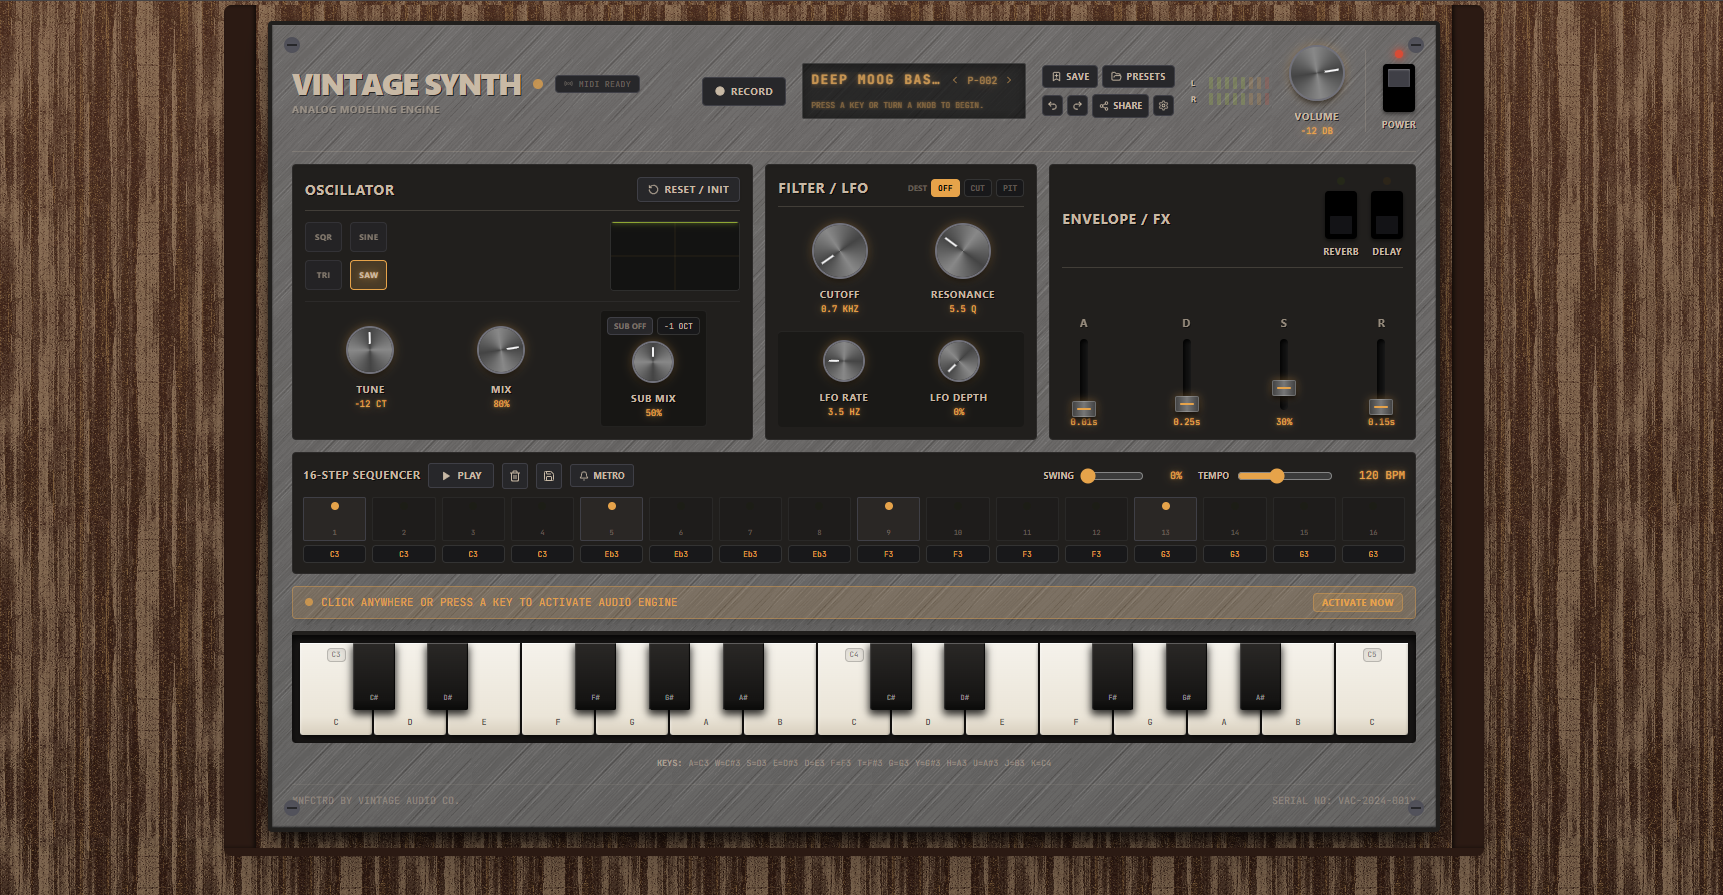 VINTAGE SYNTH
ANALOG MODELING ENGINE
MIDI READY
RECORD
DEEP MOOG BAS…
P-002
PRESS A KEY OR TURN A KNOB TO BEGIN.
SAVE
PRESETS
SHARE
L
R
VOLUME
-12 DB
POWER
OSCILLATOR
RESET / INIT
SQR
SINE
TRI
SAW
TUNE
-12 CT
MIX
80%
SUB OFF
-1 OCT
SUB MIX
50%
FILTER / LFO
DEST
OFF
CUT
PIT
CUTOFF
0.7 KHZ
RESONANCE
5.5 Q
LFO RATE
3.5 HZ
LFO DEPTH
0%
ENVELOPE / FX
REVERB
DELAY
A
D
S
R
0.01s
0.25s
30%
0.15s
16-STEP SEQUENCER
PLAY
METRO
SWING
0%
TEMPO
120 BPM
1 2 3 4 5 6 7 8 9 10 11 12 13 14 15 16
C3 C3 C3 C3 Eb3 Eb3 Eb3 Eb3 F3 F3 F3 F3 G3 G3 G3 G3
CLICK ANYWHERE OR PRESS A KEY TO ACTIVATE AUDIO ENGINE
ACTIVATE NOW
C3 C4 C5
C# D# F# G# A# C# D# F# G# A#
C D E F G A B C D E F G A B C
KEYS: A=C3 W=C#3 S=D3 E=D#3 D=E3 F=F3 T=F#3 G=G3 Y=G#3 H=A3 U=A#3 J=B3 K=C4
MNFCTRD BY VINTAGE AUDIO CO.
SERIAL NO: VAC-2024-001X